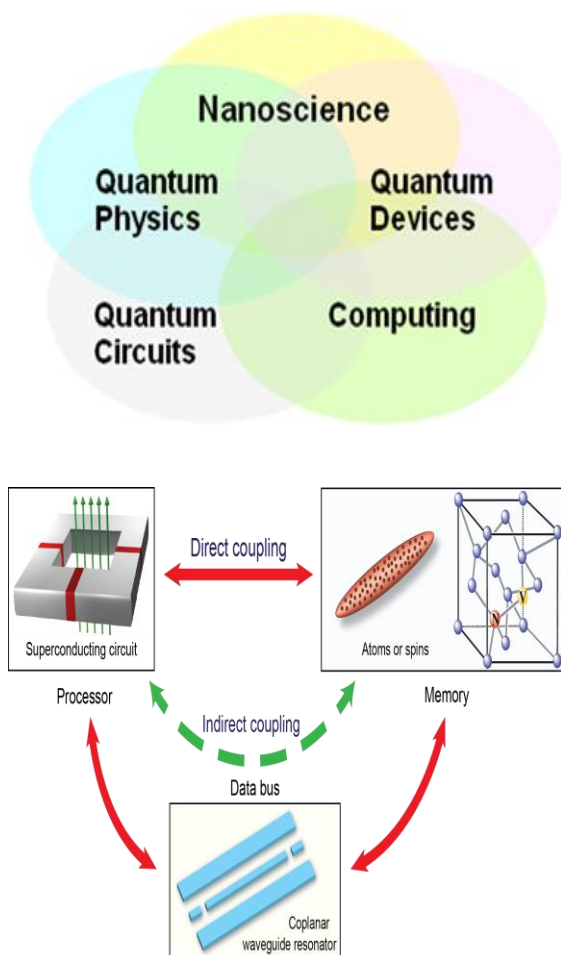 Nanoscience
Quantum
Physics
Quantum
Devices
Quantum
Circuits
Computing
Direct coupling
Superconducting circuit
Atoms or spins
N
V
Processor
Memory
Indirect coupling
Data bus
Coplanar
waveguide resonator